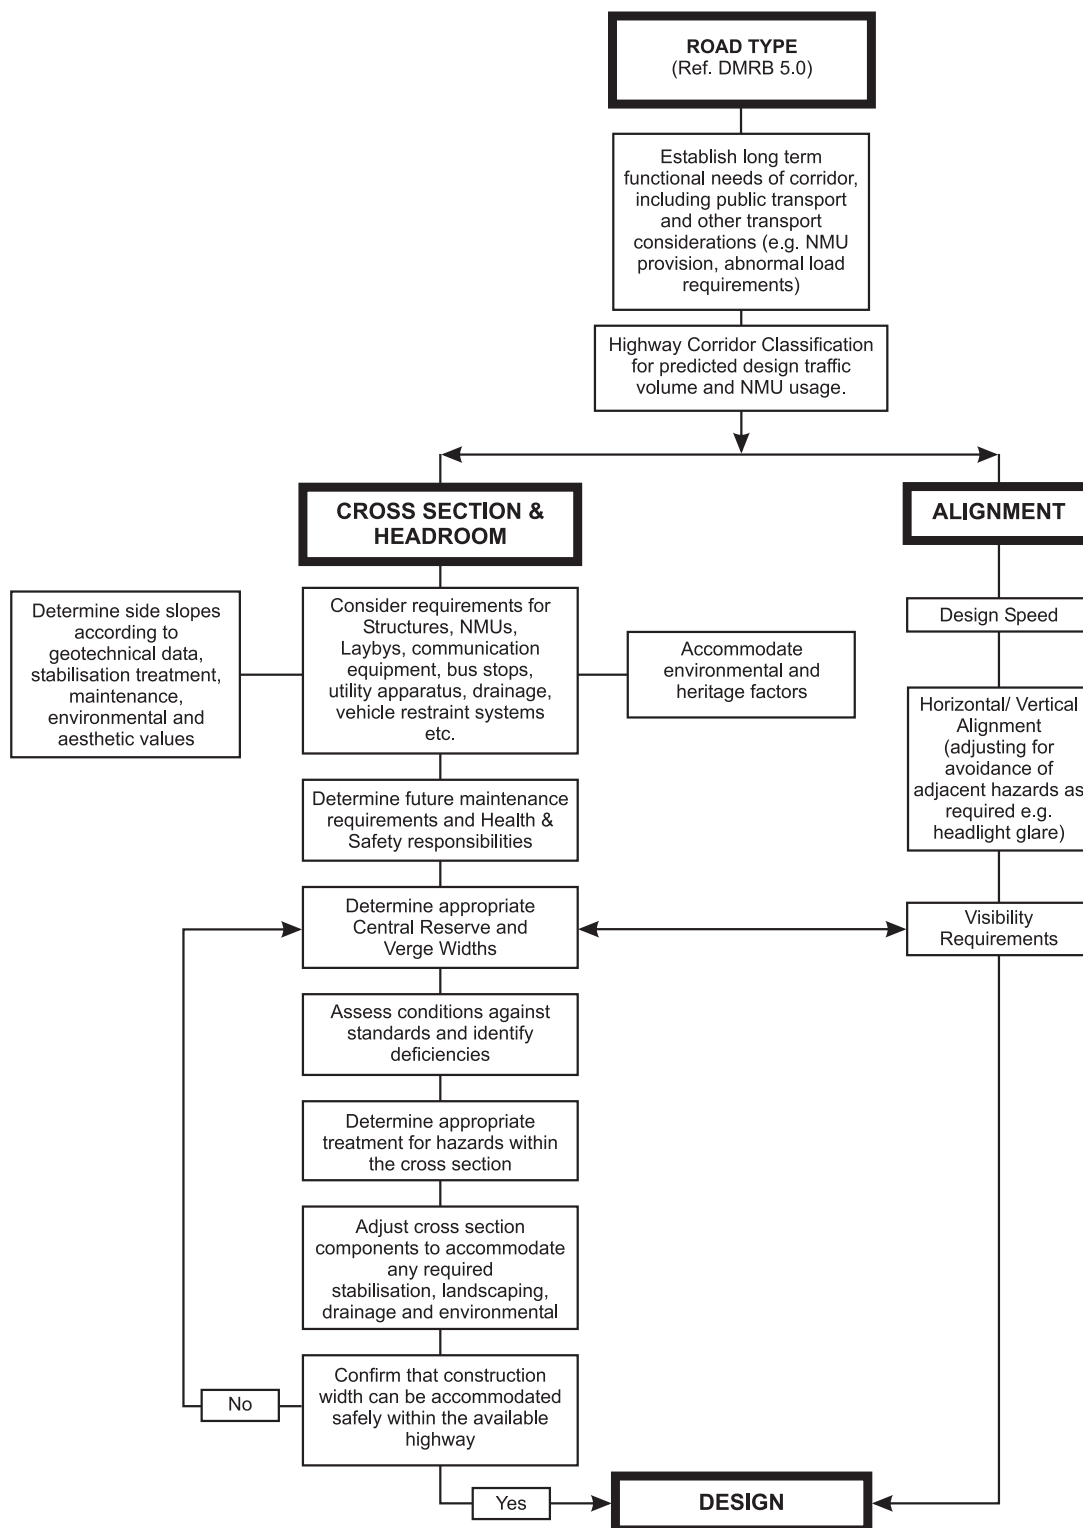 ROAD TYPE
(Ref. DMRB 5.0)
Establish long term
functional needs of corridor,
including public transport
and other transport
considerations (e.g. NMU
provision, abnormal load
requirements)
Highway Corridor Classification
for predicted design traffic
volume and NMU usage.
CROSS SECTION &
HEADROOM
ALIGNMENT
Determine side slopes
according to
geotechnical data,
stabilisation treatment,
maintenance,
environmental and
aesthetic values
Consider requirements for
Structures, NMUs,
Laybys, communication
equipment, bus stops,
utility apparatus, drainage,
vehicle restraint systems
etc.
Accommodate
environmental and
heritage factors
Design Speed
Horizontal/ Vertical
Alignment
(adjusting for
avoidance of
adjacent hazards as
required e.g.
headlight glare)
Determine future maintenance
requirements and Health &
Safety responsibilities
Determine appropriate
Central Reserve and
Verge Widths
Visibility
Requirements
Assess conditions against
standards and identify
deficiencies
Determine appropriate
treatment for hazards within
the cross section
Adjust cross section
components to accommodate
any required
stabilisation, landscaping,
drainage and environmental
Confirm that construction
width can be accommodated
safely within the available
highway
No
Yes
DESIGN